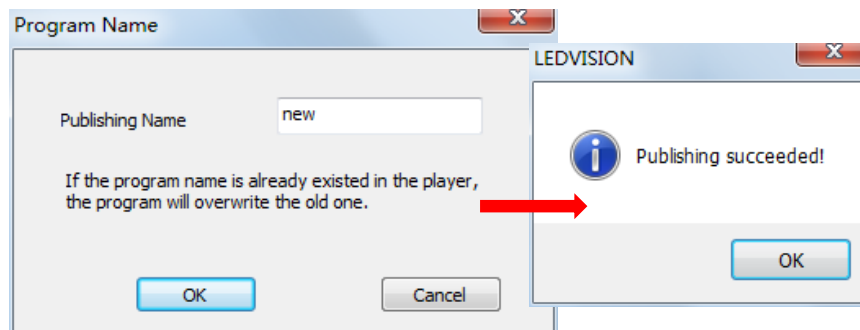 Program Name
Publishing Name
new
If the program name is already existed in the player,
the program will overwrite the old one.
OK
Cancel
LEDVISION
Publishing succeeded!
OK